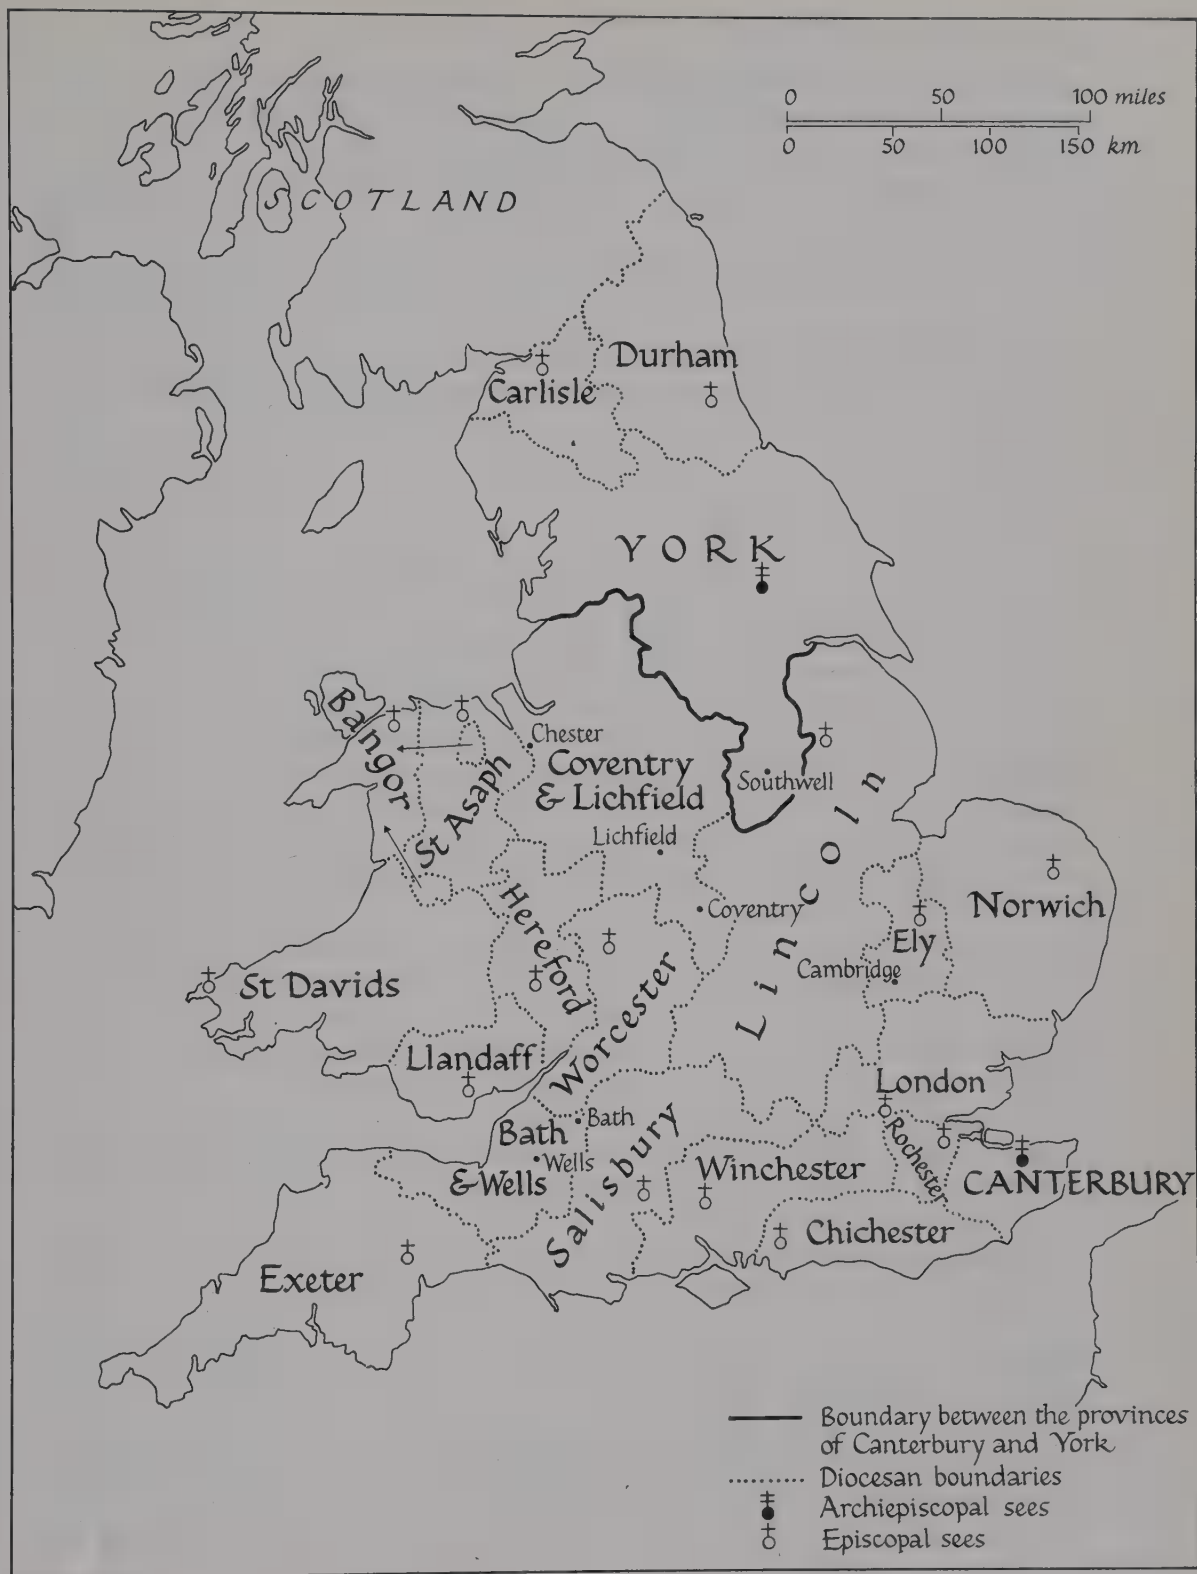 0 50 100 miles
0 50 100 150 km
SCOTLAND
Durham
Carlisle
YORK
Bangor
St Asaph
Chester
Coventry
& Lichfield
Lichfield
Southwell
Lincoln
Hereford
Coventry
Norwich
Ely
Cambridge
St Davids
Worcester
Llandaff
London
Bath
Bath
& Wells
Wells
Rochester
Salisbury
Winchester
CANTERBURY
Chichester
Exeter
Boundary between the provinces
of Canterbury and York
Diocesan boundaries
Archiepiscopal sees
Episcopal sees